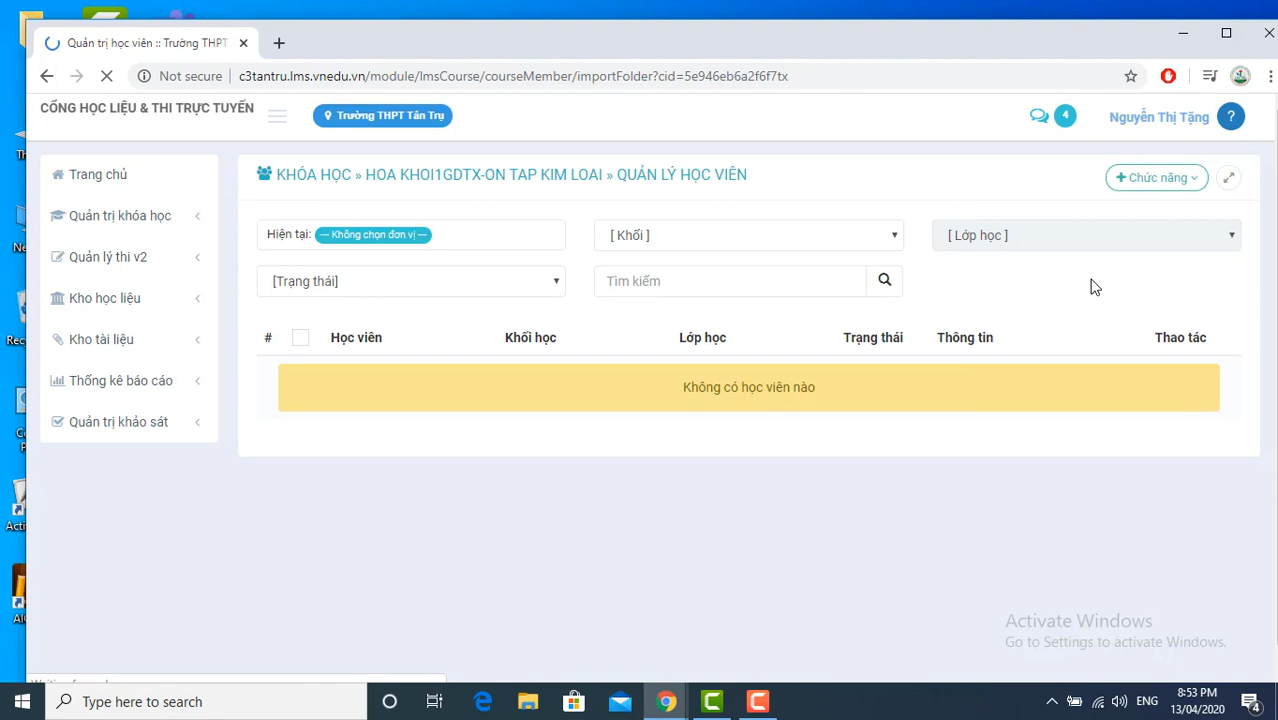 Quản trị học viên :: Trường THPT
Not secure
c3tantru.lms.vnedu.vn/module/lmsCourse/courseMember/importFolder?cid=5e946eb6a2f6f7tx
CỔNG HỌC LIỆU & THI TRỰC TUYẾN
Trường THPT Tân Trụ
4
Nguyễn Thị Tặng
?
Trang chủ
Quản trị khóa học
Quản lý thi v2
Kho học liệu
Kho tài liệu
Thống kê báo cáo
Quản trị khảo sát
KHÓA HỌC » HOA KHOI1GDTX-ON TAP KIM LOAI » QUẢN LÝ HỌC VIÊN
Chức năng
Hiện tại: — Không chọn đơn vị —
[ Khối ]
[ Lớp học ]
[Trạng thái]
Tìm kiếm
# Học viên Khối học Lớp học Trạng thái Thông tin Thao tác
Không có học viên nào
Activate Windows
Go to Settings to activate Windows.
Type here to search
ENG
8:53 PM
13/04/2020
4